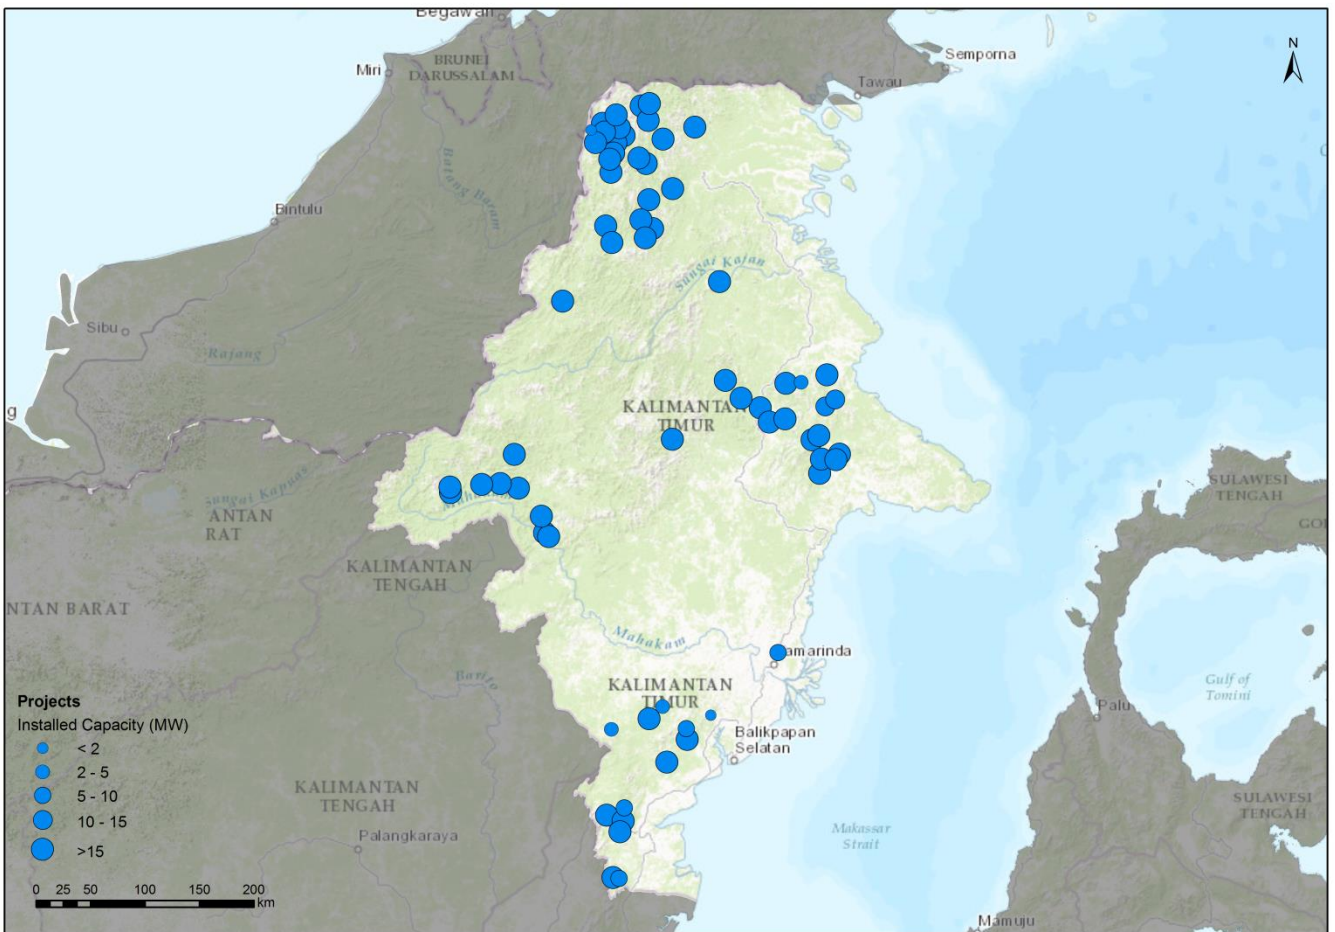 Begawan
N
Semporna
BRUNEI
DARUSSALAM
Miri
Tawau
Batang Baram
Bintulu
Sungai Kajan
Sibu
Rajang
g
KALIMANTAN
TIMUR
Sungai Kapuas
SULAWESI
TENGAH
ANTAN
RAT
GO
KALIMANTAN
TENGAH
NTAN BARAT
Mahakam
amarinda
Barito
KALIMANTAN
TIMUR
Gulf of
Tomini
Palu
Balikpapan
Selatan
KALIMANTAN
TENGAH
SULAWESI
TENGAH
Palangkaraya
Makassar
Strait
Mamuju
Projects
Installed Capacity (MW)
< 2
2 - 5
5 - 10
10 - 15
>15
0 25 50 100 150 200
km